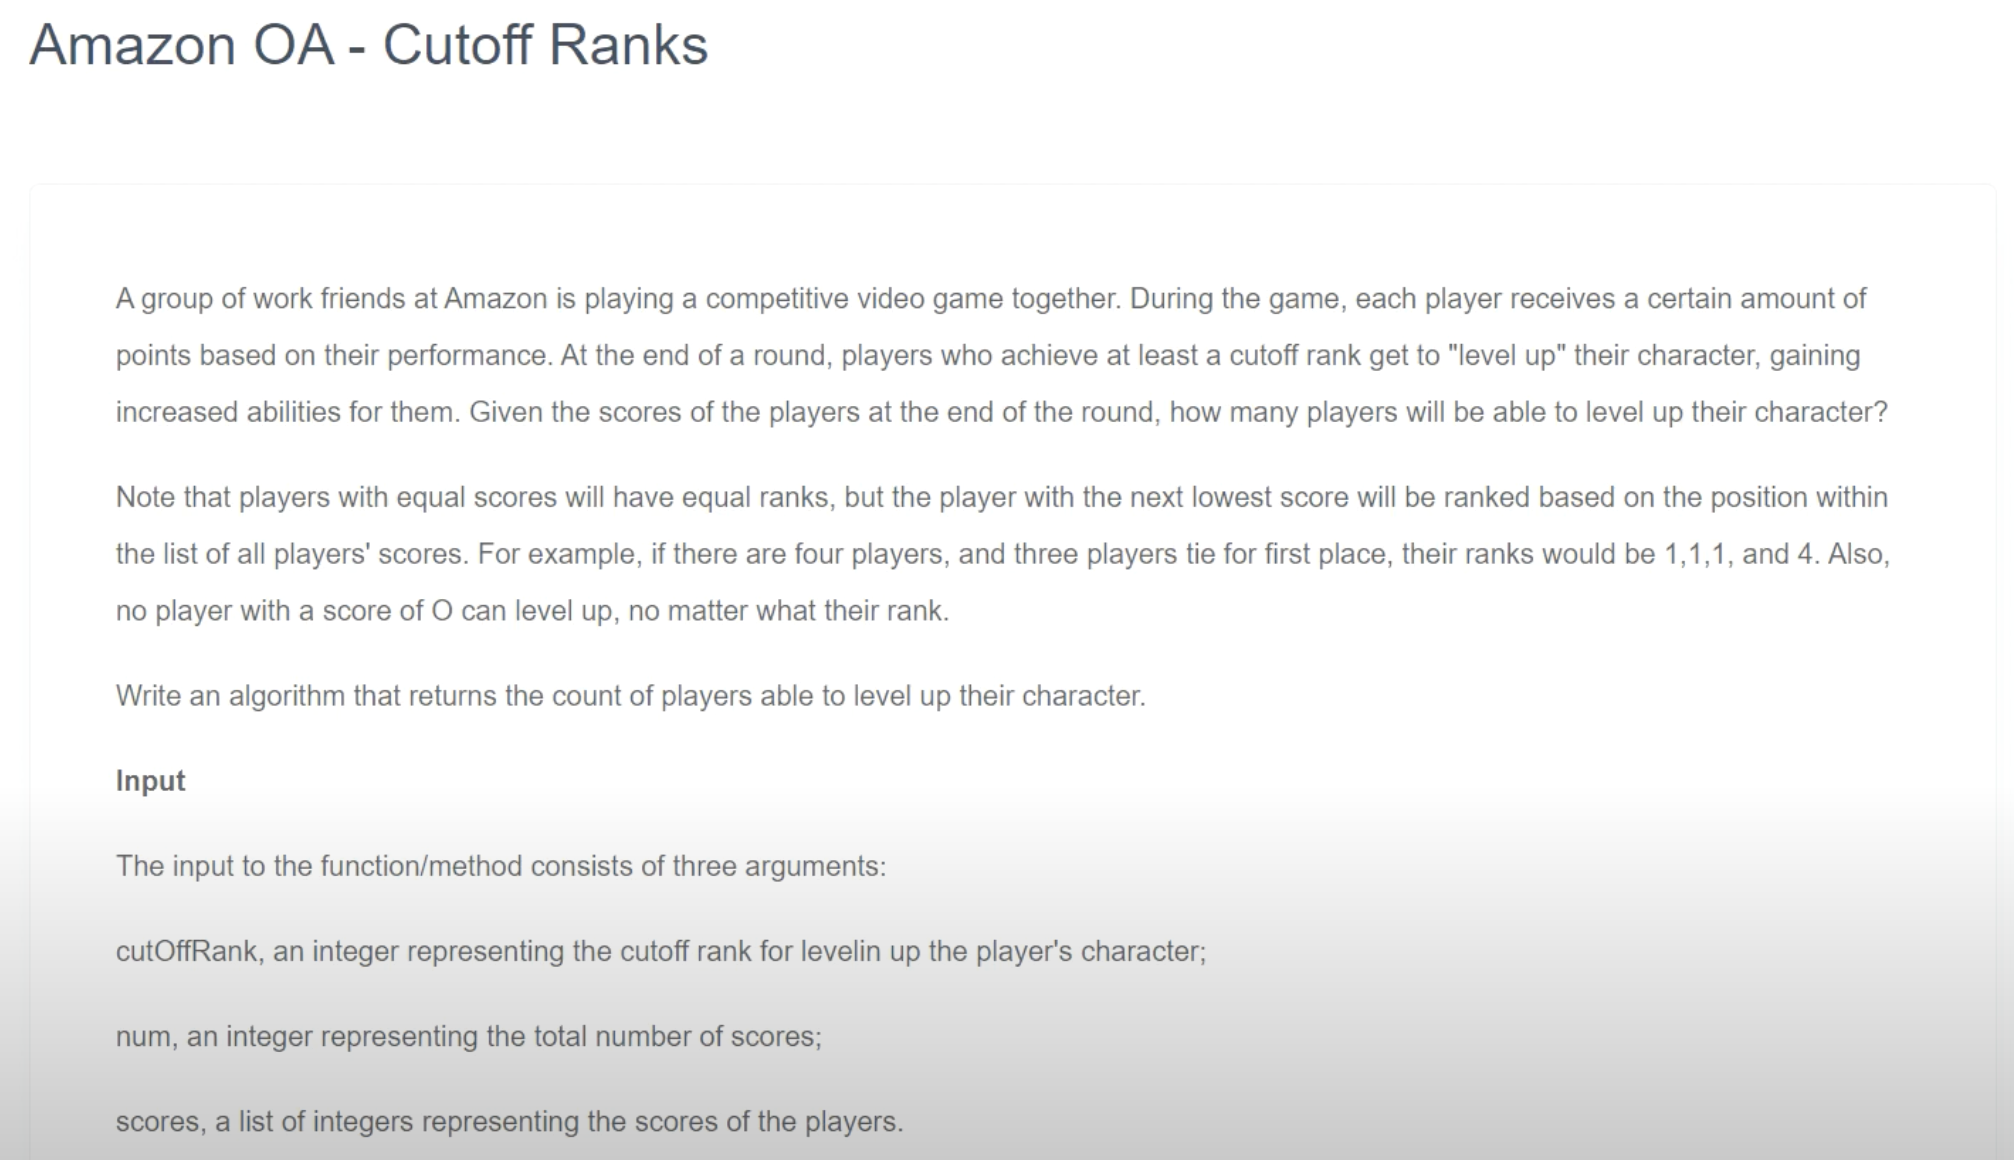 Amazon OA - Cutoff Ranks
A group of work friends at Amazon is playing a competitive video game together. During the game, each player receives a certain amount of
points based on their performance. At the end of a round, players who achieve at least a cutoff rank get to "level up" their character, gaining
increased abilities for them. Given the scores of the players at the end of the round, how many players will be able to level up their character?
Note that players with equal scores will have equal ranks, but the player with the next lowest score will be ranked based on the position within
the list of all players' scores. For example, if there are four players, and three players tie for first place, their ranks would be 1,1,1, and 4. Also,
no player with a score of O can level up, no matter what their rank.
Write an algorithm that returns the count of players able to level up their character.
Input
The input to the function/method consists of three arguments:
cutOffRank, an integer representing the cutoff rank for levelin up the player's character;
num, an integer representing the total number of scores;
scores, a list of integers representing the scores of the players.